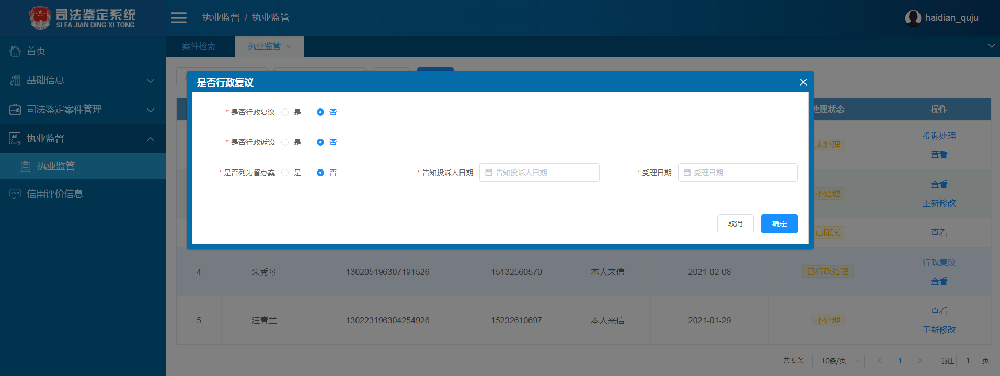 司法鉴定系统
SI FA JIAN DING XI TONG
执业监督 / 执业监管
haidian_quju
首页
基础信息
司法鉴定案件管理
执业监督
执业监管
信用评价信息
案件检索
执业监管 ×
是否行政复议
* 是否行政复议 是 否
* 是否行政诉讼 是 否
* 是否列为督办案 是 否 * 告知投诉人日期 告知投诉人日期 * 受理日期 受理日期
取消 确定
处理状态 操作
未处理 投诉处理
查看
不处理 查看
重新修改
已撤案 查看
4 朱秀琴 130205196307191526 15132560570 本人来信 2021-02-08 已行政处理 行政复议
查看
5 汪春兰 130223196304254926 15232610697 本人来信 2021-01-29 不处理 查看
重新修改
共 5 条 10条/页 1 前往 1 页